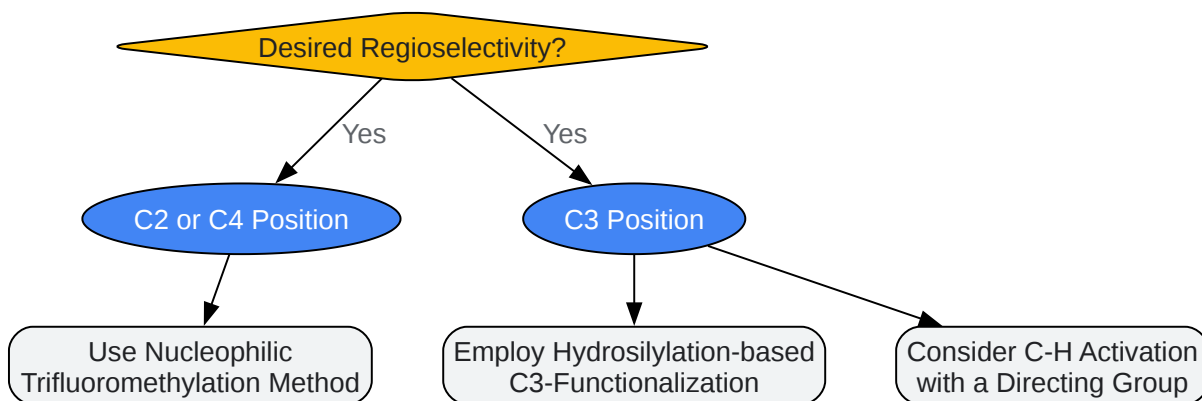 Desired Regioselectivity?
Yes
Yes
C2 or C4 Position
C3 Position
Use Nucleophilic
Trifluoromethylation Method
Employ Hydrosilylation-based
C3-Functionalization
Consider C-H Activation
with a Directing Group